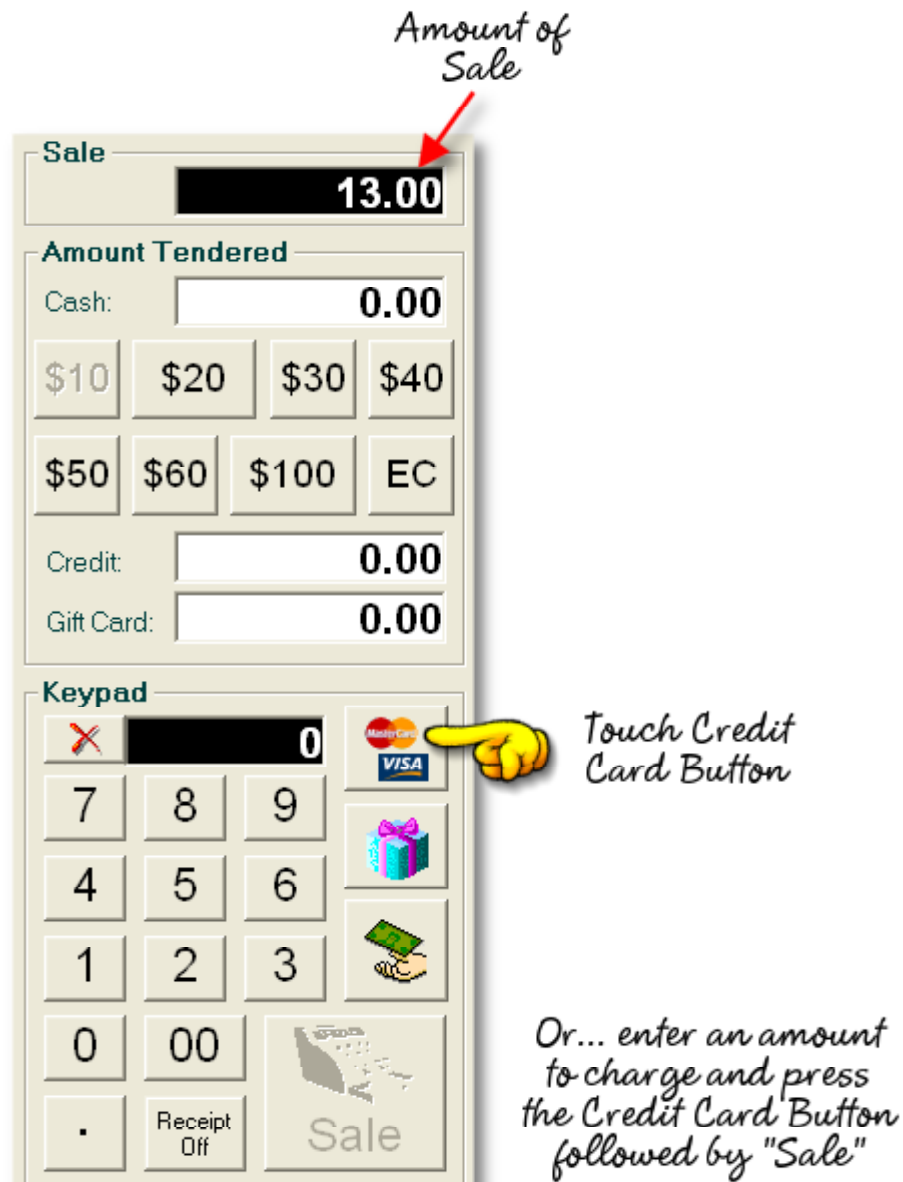 Amount of
Sale
Sale
13.00
Amount Tendered
Cash: 0.00
$10 $20 $30 $40
$50 $60 $100 EC
Credit: 0.00
Gift Card: 0.00
Keypad
0
MasterCard
VISA
Touch Credit
Card Button
7 8 9
4 5 6
1 2 3
0 00
. Receipt
Off
Sale
Or... enter an amount
to charge and press
the Credit Card Button
followed by "Sale"